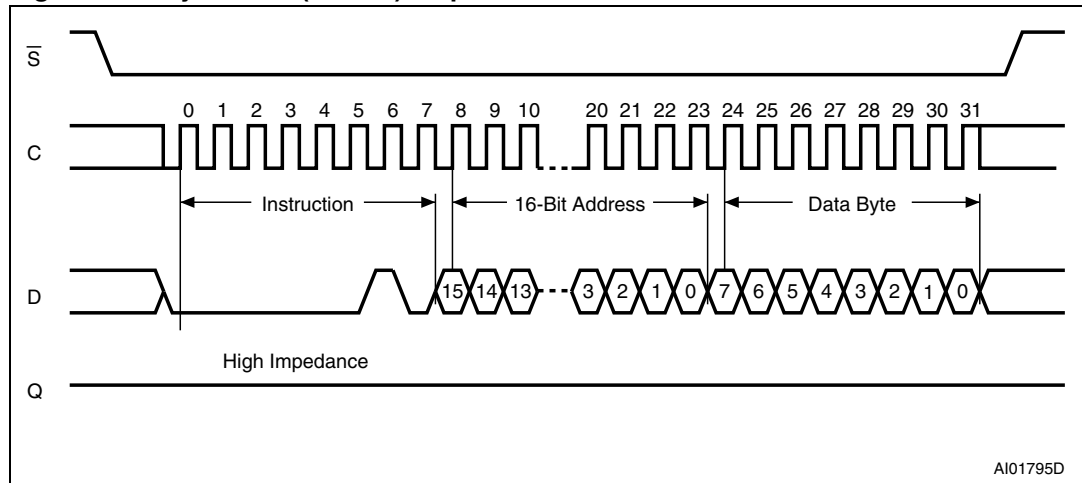 S
0 1 2 3 4 5 6 7 8 9 10 20 21 22 23 24 25 26 27 28 29 30 31
C
Instruction 16-Bit Address Data Byte
D 15 14 13 3 2 1 0 7 6 5 4 3 2 1 0
High Impedance
Q
AI01795D